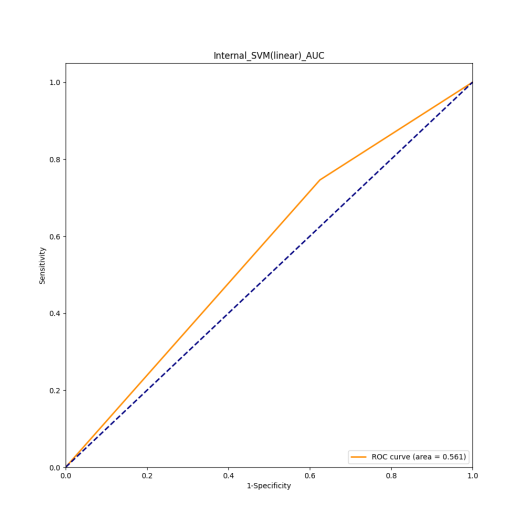 Internal_SVM(linear)_AUC
1.0
0.8
0.6
0.4
0.2
0.0
Sensitivity
ROC curve (area = 0.561)
0.0 0.2 0.4 0.6 0.8 1.0
1-Specificity